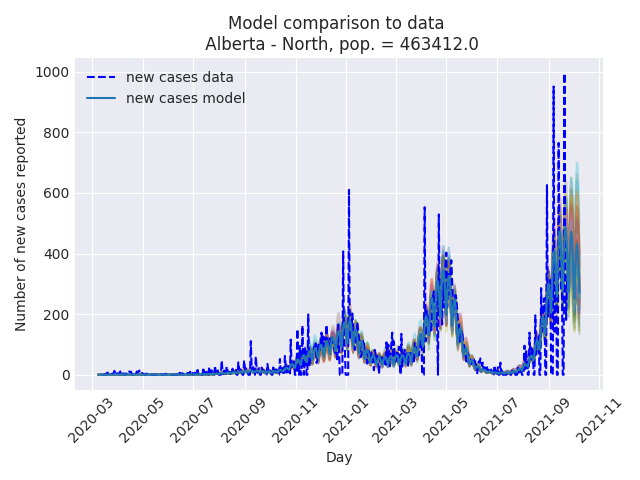 Model comparison to data
Alberta - North, pop. = 463412.0
new cases data
new cases model
Number of new cases reported
1000
800
600
400
200
0
2020-03
2020-05
2020-07
2020-09
2020-11
2021-01
2021-03
2021-05
2021-07
2021-09
2021-11
Day